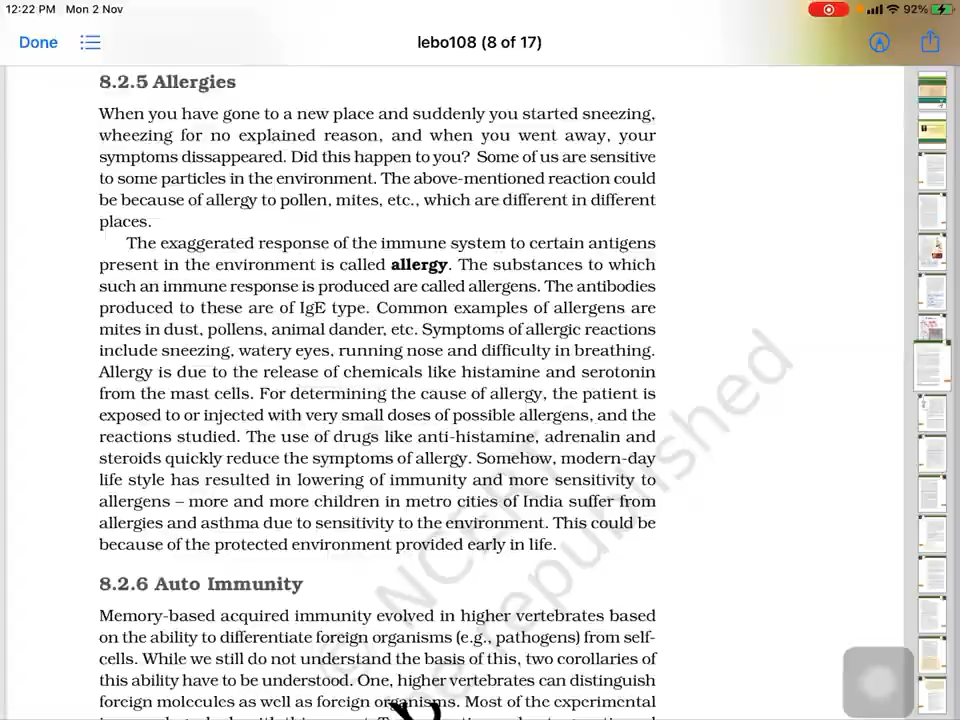 12:22 PM Mon 2 Nov
92%
Done
lebo108 (8 of 17)
8.2.5 Allergies
When you have gone to a new place and suddenly you started sneezing,
wheezing for no explained reason, and when you went away, your
symptoms dissappeared. Did this happen to you? Some of us are sensitive
to some particles in the environment. The above-mentioned reaction could
be because of allergy to pollen, mites, etc., which are different in different
places.
The exaggerated response of the immune system to certain antigens
present in the environment is called allergy. The substances to which
such an immune response is produced are called allergens. The antibodies
produced to these are of IgE type. Common examples of allergens are
mites in dust, pollens, animal dander, etc. Symptoms of allergic reactions
include sneezing, watery eyes, running nose and difficulty in breathing.
Allergy is due to the release of chemicals like histamine and serotonin
from the mast cells. For determining the cause of allergy, the patient is
exposed to or injected with very small doses of possible allergens, and the
reactions studied. The use of drugs like anti-histamine, adrenalin and
steroids quickly reduce the symptoms of allergy. Somehow, modern-day
life style has resulted in lowering of immunity and more sensitivity to
allergens – more and more children in metro cities of India suffer from
allergies and asthma due to sensitivity to the environment. This could be
because of the protected environment provided early in life.
8.2.6 Auto Immunity
Memory-based acquired immunity evolved in higher vertebrates based
on the ability to differentiate foreign organisms (e.g., pathogens) from self-
cells. While we still do not understand the basis of this, two corollaries of
this ability have to be understood. One, higher vertebrates can distinguish
foreign molecules as well as foreign organisms. Most of the experimental
© NCERT
be republished